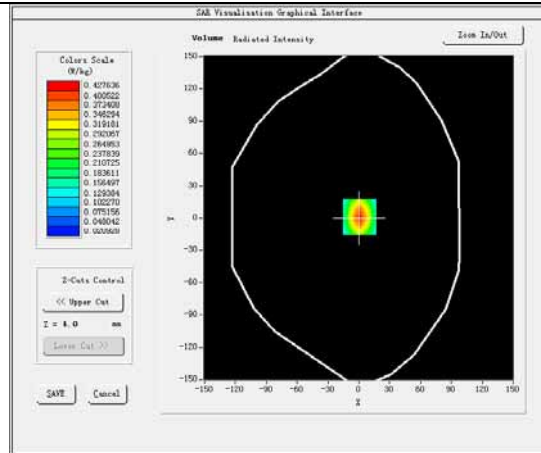 SAR Visualisation Graphical Interface
Volume Radiated Intensity
Zoom In/Out
Colors Scale
(W/kg)
0.427636
0.400522
0.373408
0.346294
0.319181
0.292067
0.264953
0.237839
0.210725
0.183611
0.156497
0.129384
0.102270
0.075156
0.048042
0.020928
Z-Cuts Control
<< Upper Cut
Z = 4.0 mm
Lower Cut >>
SAVE
Cancel
150
120
90
60
30
0
-30
-60
-90
-120
-150
Y
-150 -120 -90 -60 -30 0 30 60 90 120 150
X